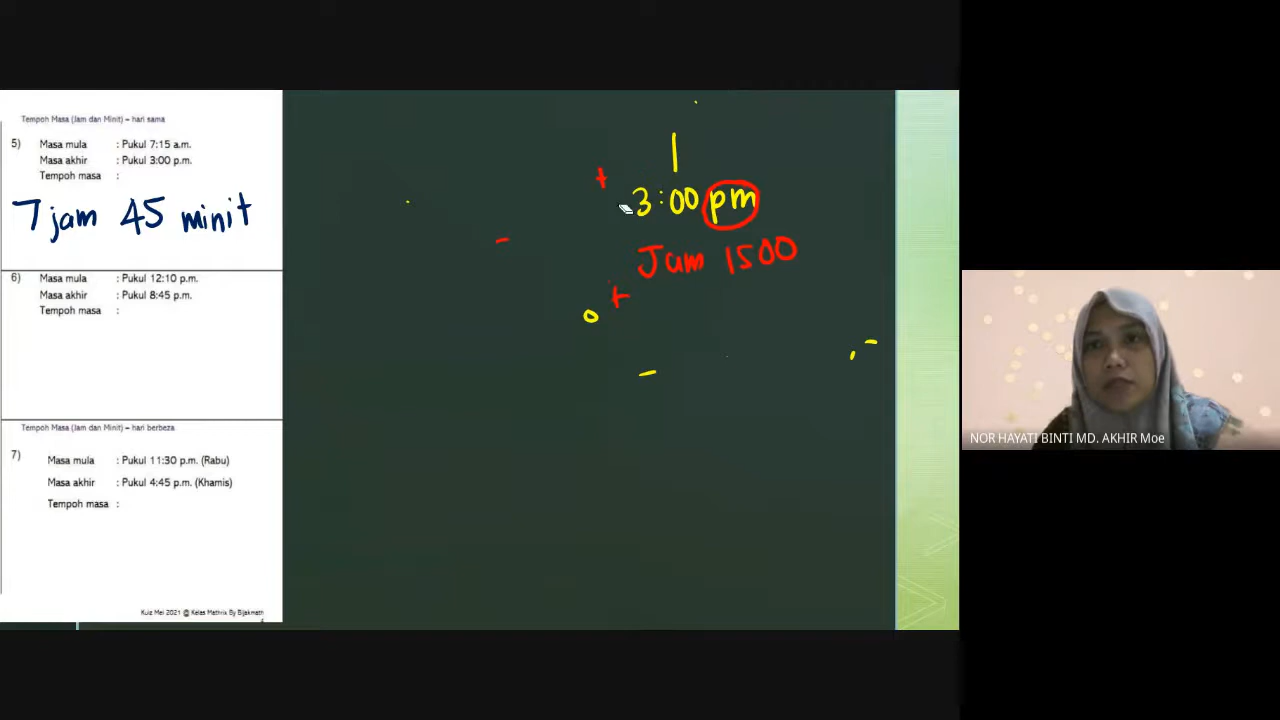 Tempoh Masa (Jam dan Minit) – hari sama
5) Masa mula : Pukul 7:15 a.m.
Masa akhir : Pukul 3:00 p.m.
Tempoh masa :
7 jam 45 minit
6) Masa mula : Pukul 12:10 p.m.
Masa akhir : Pukul 8:45 p.m.
Tempoh masa :
Tempoh Masa (Jam dan Minit) – hari berbeza
7) Masa mula : Pukul 11:30 p.m. (Rabu)
Masa akhir : Pukul 4:45 p.m. (Khamis)
Tempoh masa :
Kuiz Mei 2021 @ Kelas Mathrix By Bijakmath
3:00 pm
Jam 1500
NOR HAYATI BINTI MD. AKHIR Moe